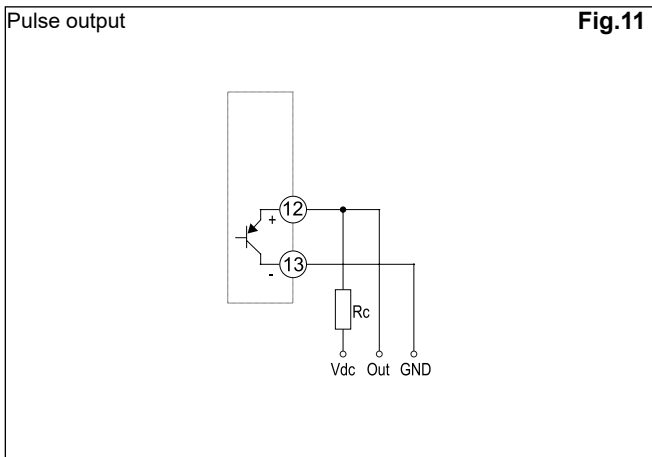 Pulse output Fig.11
12
+
13
-
Rc
Vdc Out GND